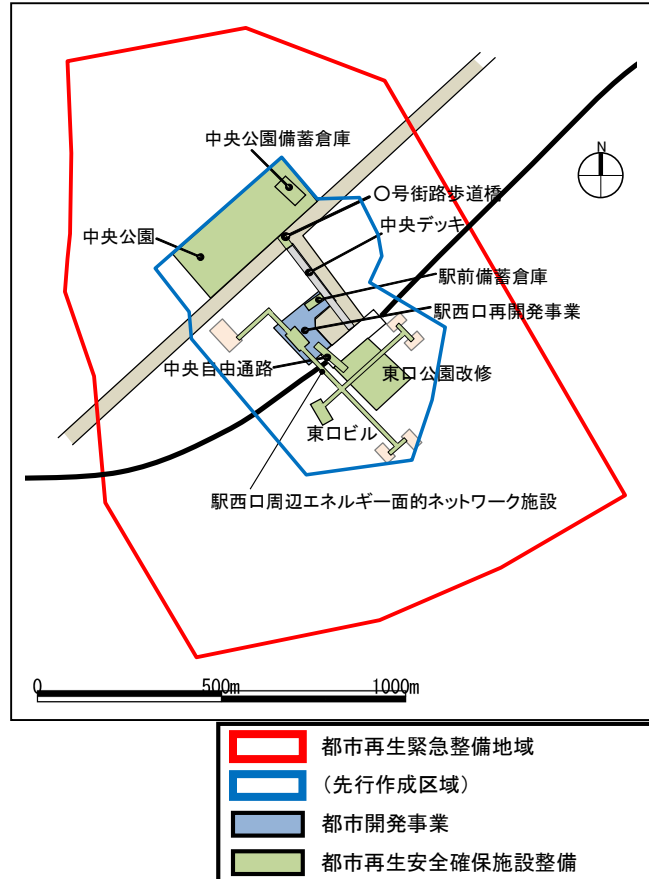 中央公園備蓄倉庫
N
〇号街路歩道橋
中央デッキ
中央公園
駅前備蓄倉庫
駅西口再開発事業
中央自由通路
東口公園改修
東口ビル
駅西口周辺エネルギー面的ネットワーク施設
0 500m 1000m
都市再生緊急整備地域
(先行作成区域)
都市開発事業
都市再生安全確保施設整備